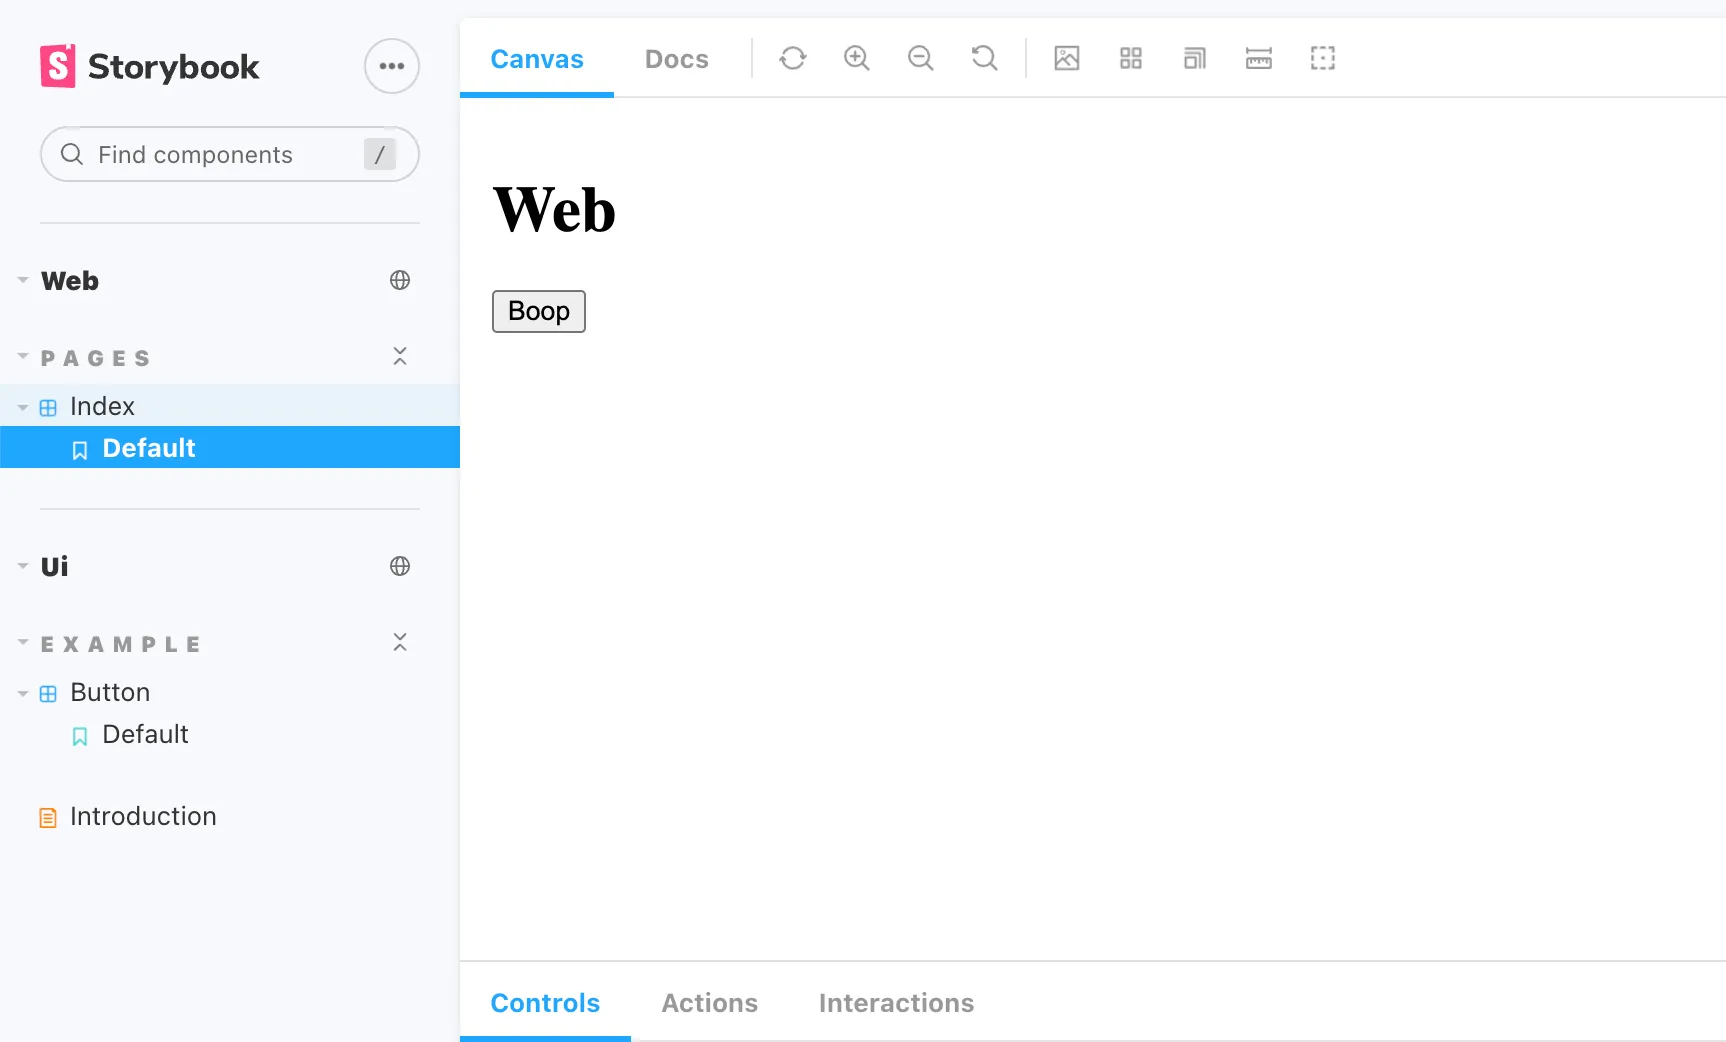 Storybook
Find components /
Web
PAGES
Index
Default
Ui
EXAMPLE
Button
Default
Introduction
Canvas Docs
Web
Boop
Controls Actions Interactions